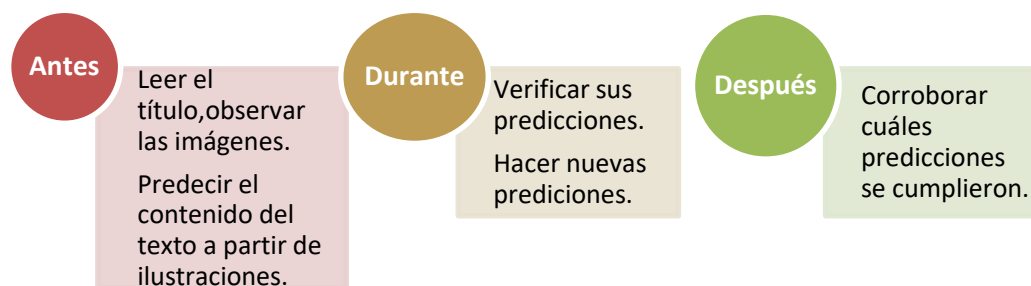 Antes
Leer el
título,observar
las imágenes.
Predecir el
contenido del
texto a partir de
ilustraciones.
Durante
Verificar sus
predicciones.
Hacer nuevas
prediciones.
Después
Corroborar
cuáles
predicciones
se cumplieron.